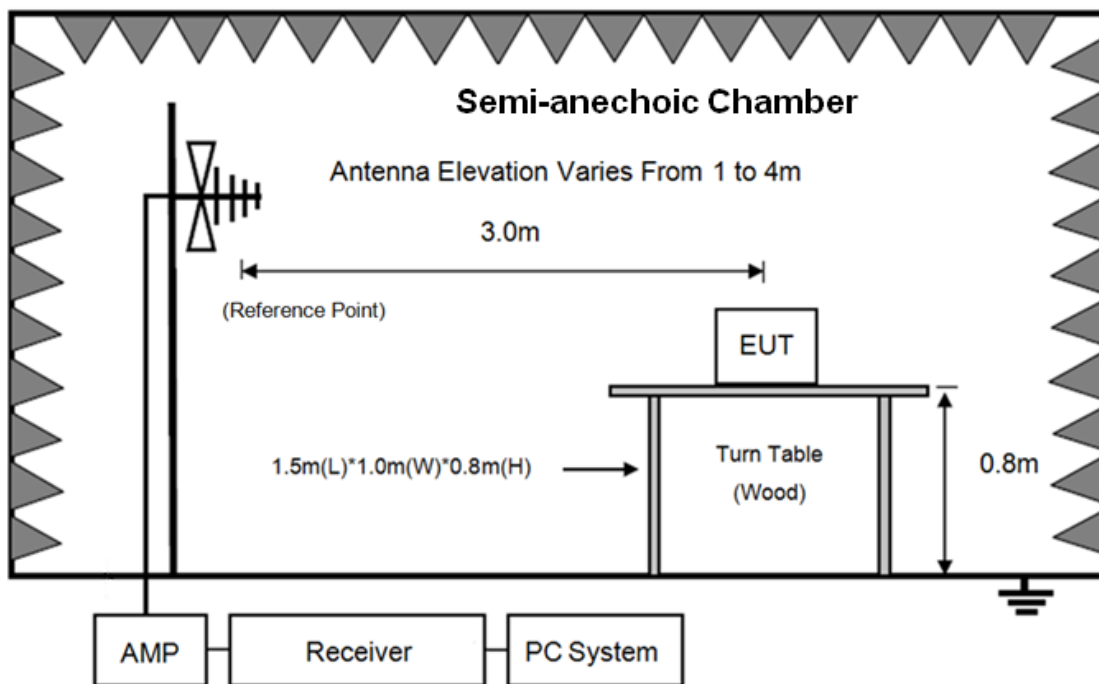 Semi-anechoic Chamber
Antenna Elevation Varies From 1 to 4m
3.0m
(Reference Point)
EUT
1.5m(L)*1.0m(W)*0.8m(H)
Turn Table
(Wood)
0.8m
AMP
Receiver
PC System